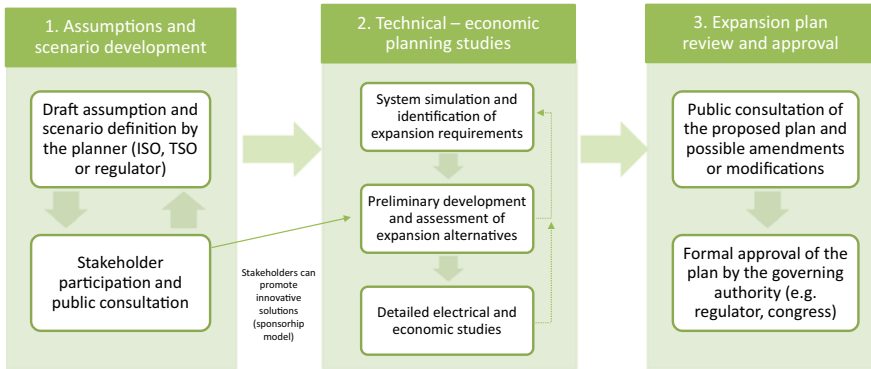 1. Assumptions and
scenario development
Draft assumption and
scenario definition by
the planner (ISO, TSO
or regulator)
Stakeholder
participation and
public consultation
Stakeholders can
promote
innovative
solutions
(sponsorhip
model)
2. Technical – economic
planning studies
System simulation and
identification of
expansion requirements
Preliminary development
and assessment of
expansion alternatives
Detailed electrical and
economic studies
3. Expansion plan
review and approval
Public consultation of
the proposed plan and
possible amendments
or modifications
Formal approval of the
plan by the governing
authority (e.g.
regulator, congress)